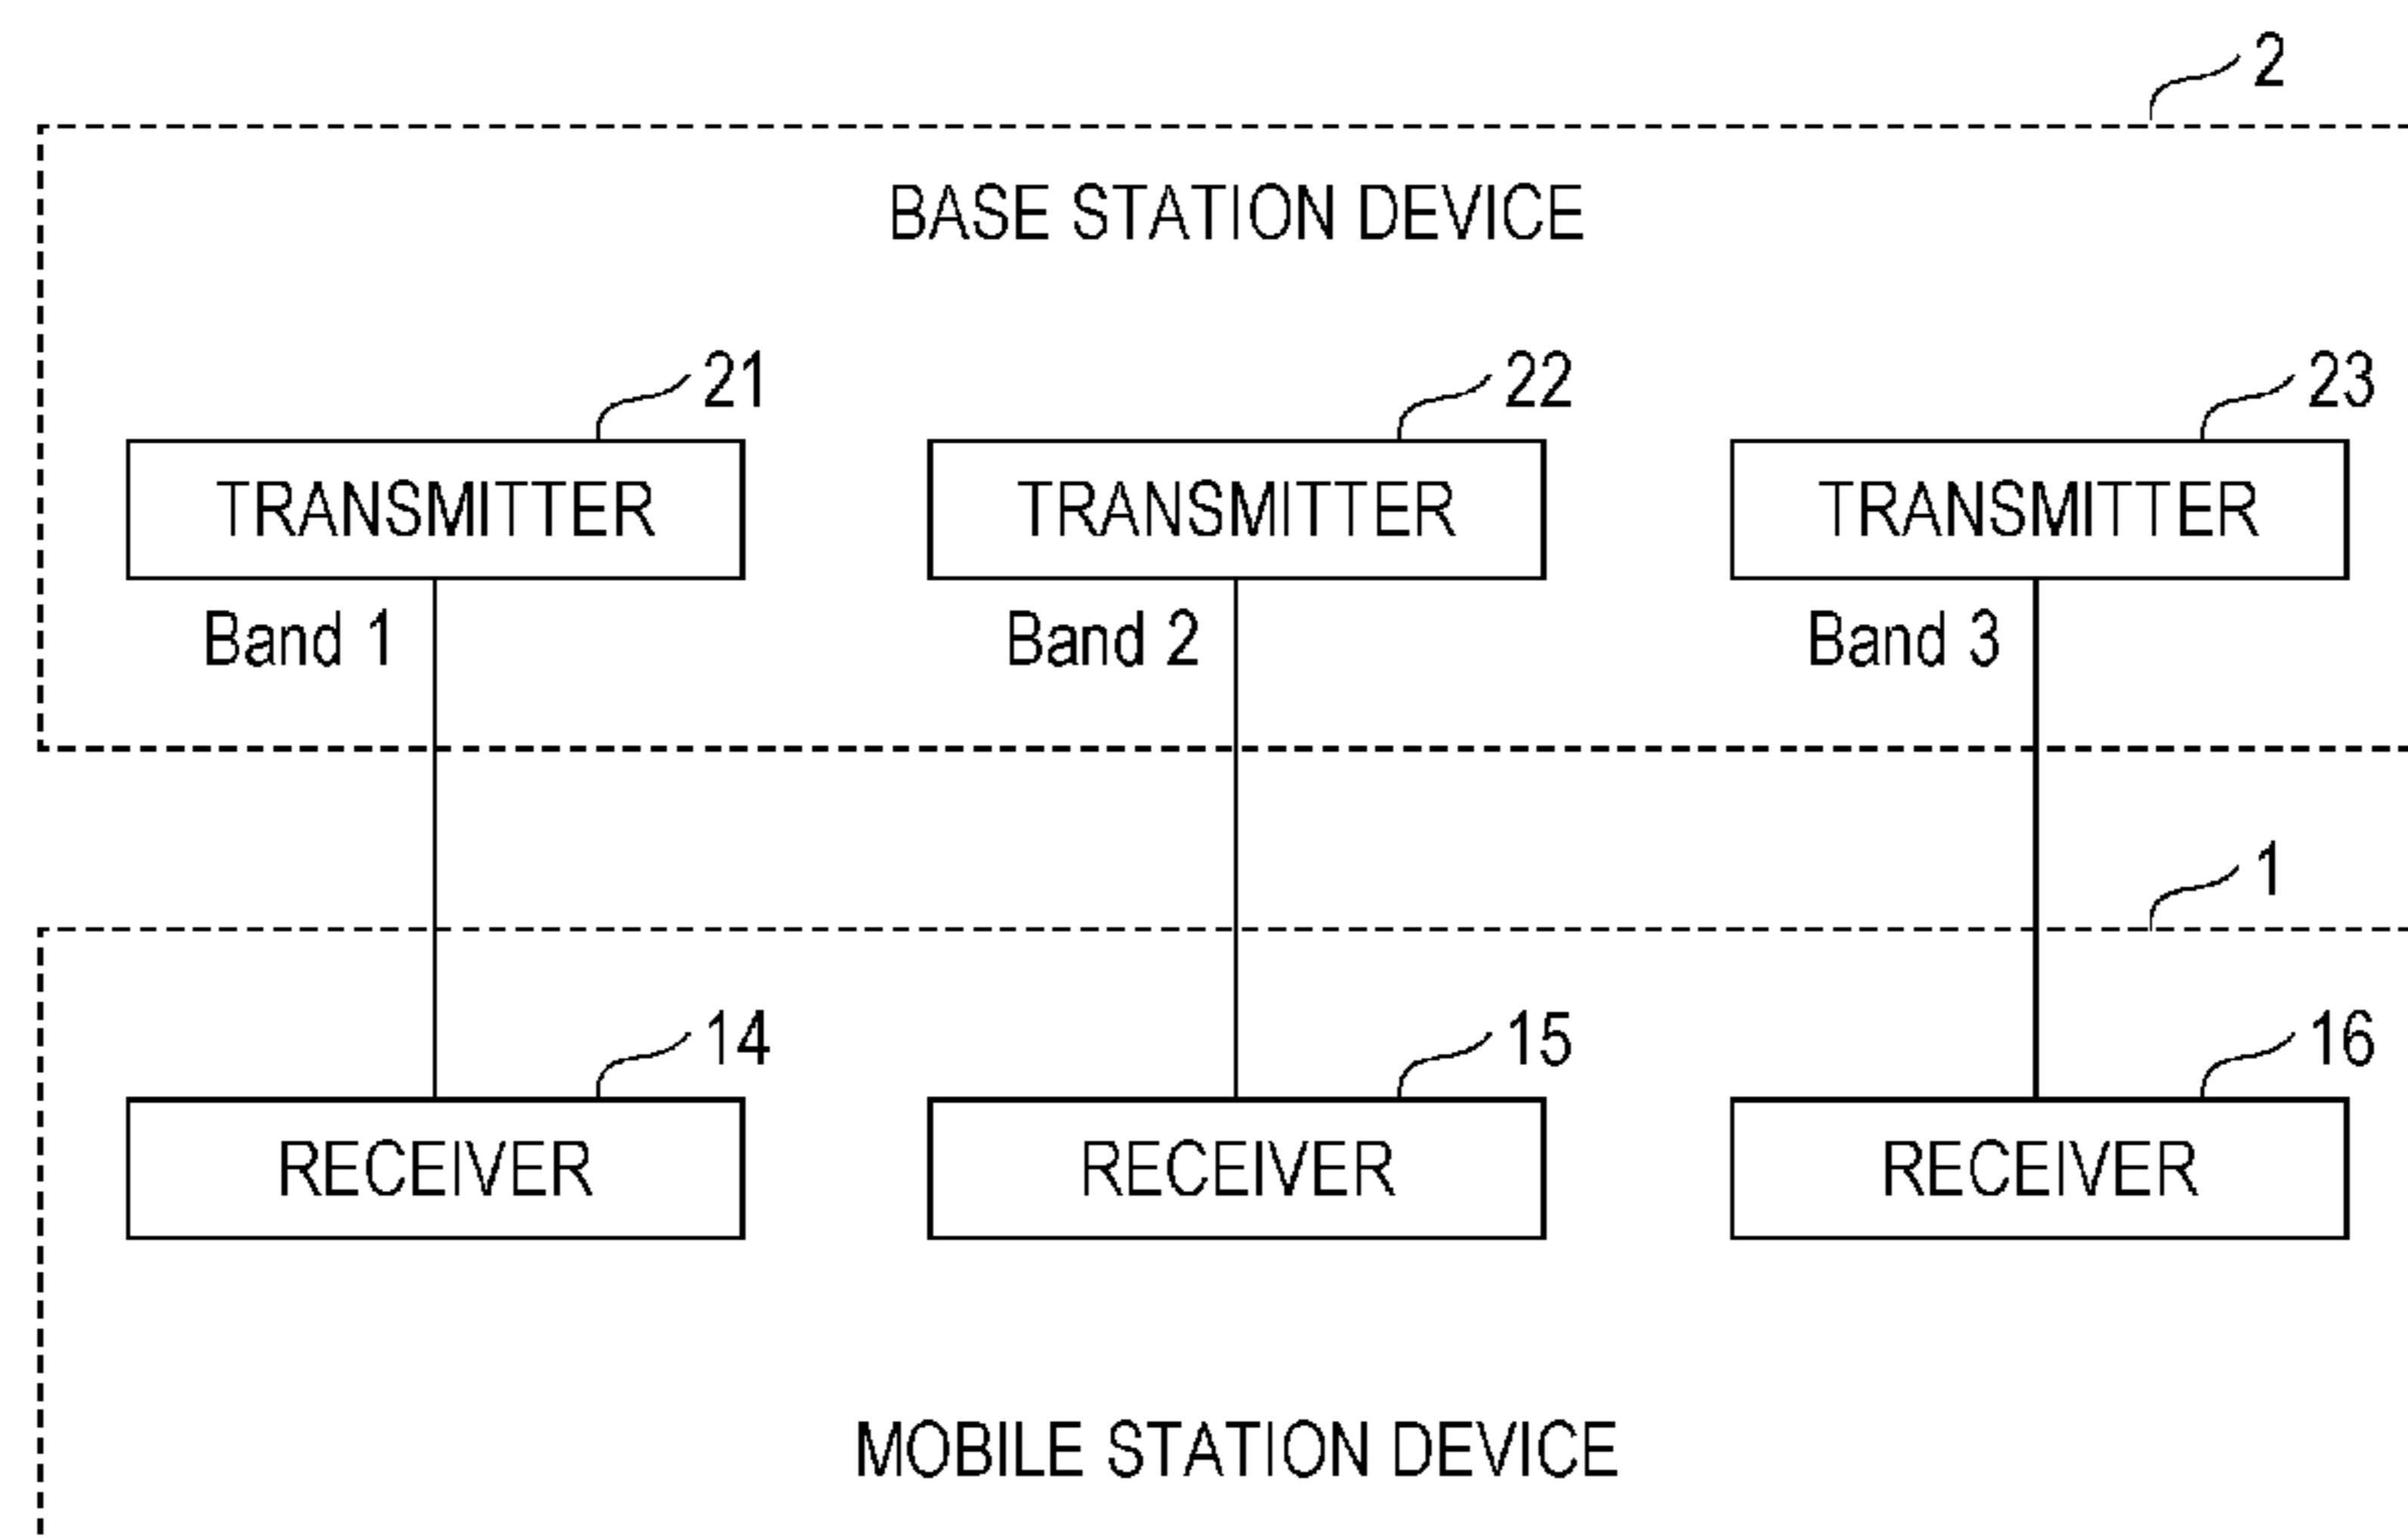 2
BASE STATION DEVICE
21 22 23
TRANSMITTER TRANSMITTER TRANSMITTER
Band 1 Band 2 Band 3
1
14 15 16
RECEIVER RECEIVER RECEIVER
MOBILE STATION DEVICE